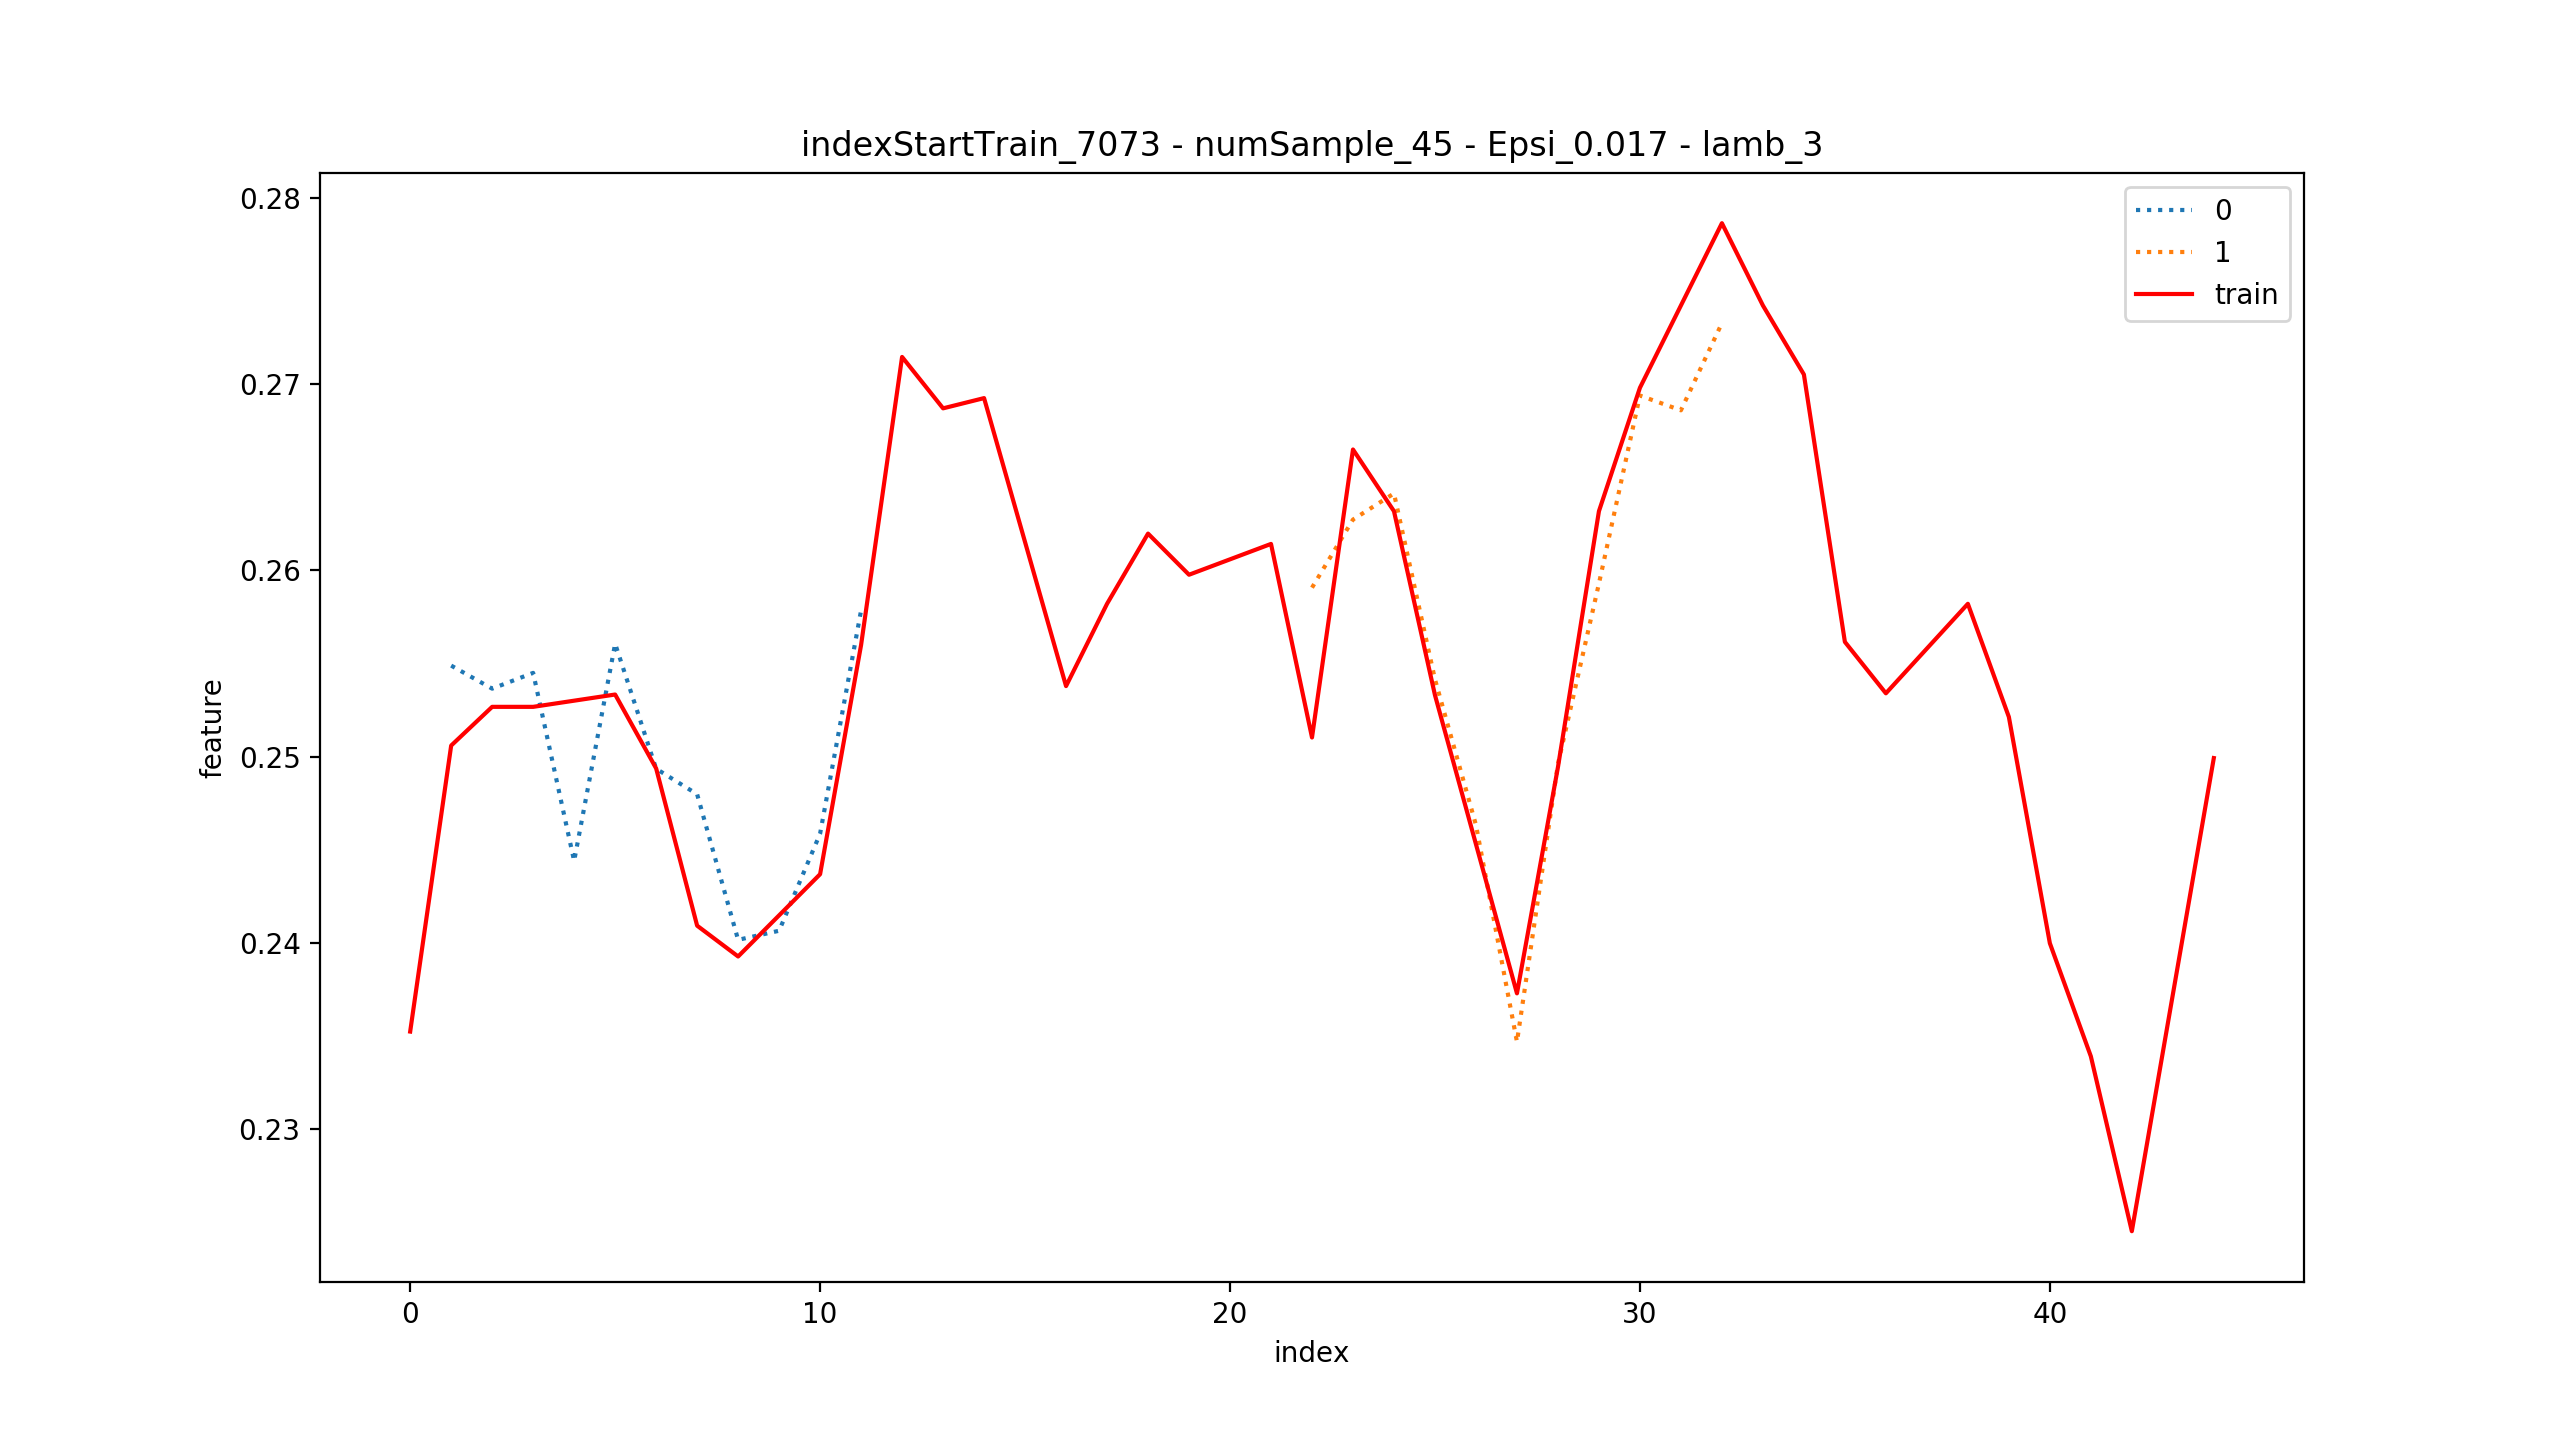 indexStartTrain_7073 - numSample_45 - Epsi_0.017 - lamb_3
0.28
0.27
0.26
0.25
0.24
0.23
feature
0
1
train
0 10 20 30 40
index